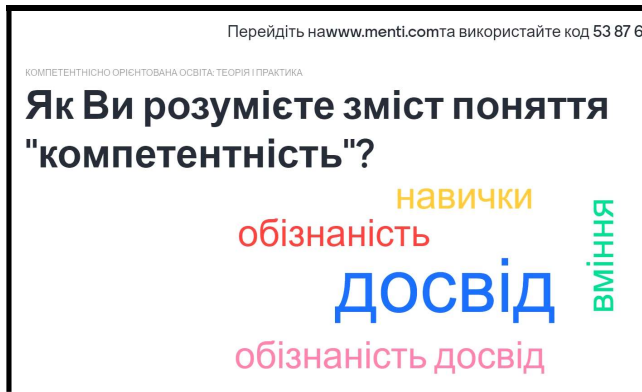 Перейдіть наwww.menti.comта використайте код 53 87 6
КОМПЕТЕНТНІСНО ОРІЄНТОВАНА ОСВІТА: ТЕОРІЯ І ПРАКТИКА
Як Ви розумієте зміст поняття
"компетентність"?
навички
обізнаність
вміння
досвід
обізнаність досвід